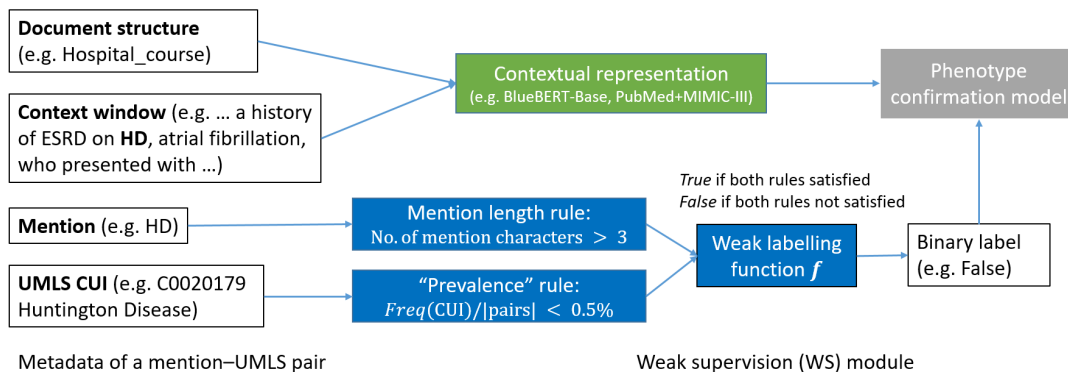 Document structure
(e.g. Hospital_course)
Context window (e.g. … a history
of ESRD on HD, atrial fibrillation,
who presented with …)
Contextual representation
(e.g. BlueBERT-Base, PubMed+MIMIC-III)
Phenotype
confirmation model
Mention (e.g. HD)
Mention length rule:
No. of mention characters > 3
True if both rules satisfied
False if both rules not satisfied
UMLS CUI (e.g. C0020179
Huntington Disease)
“Prevalence” rule:
Freq(CUI)/|pairs| < 0.5%
Weak labelling
function f
Binary label
(e.g. False)
Metadata of a mention–UMLS pair
Weak supervision (WS) module